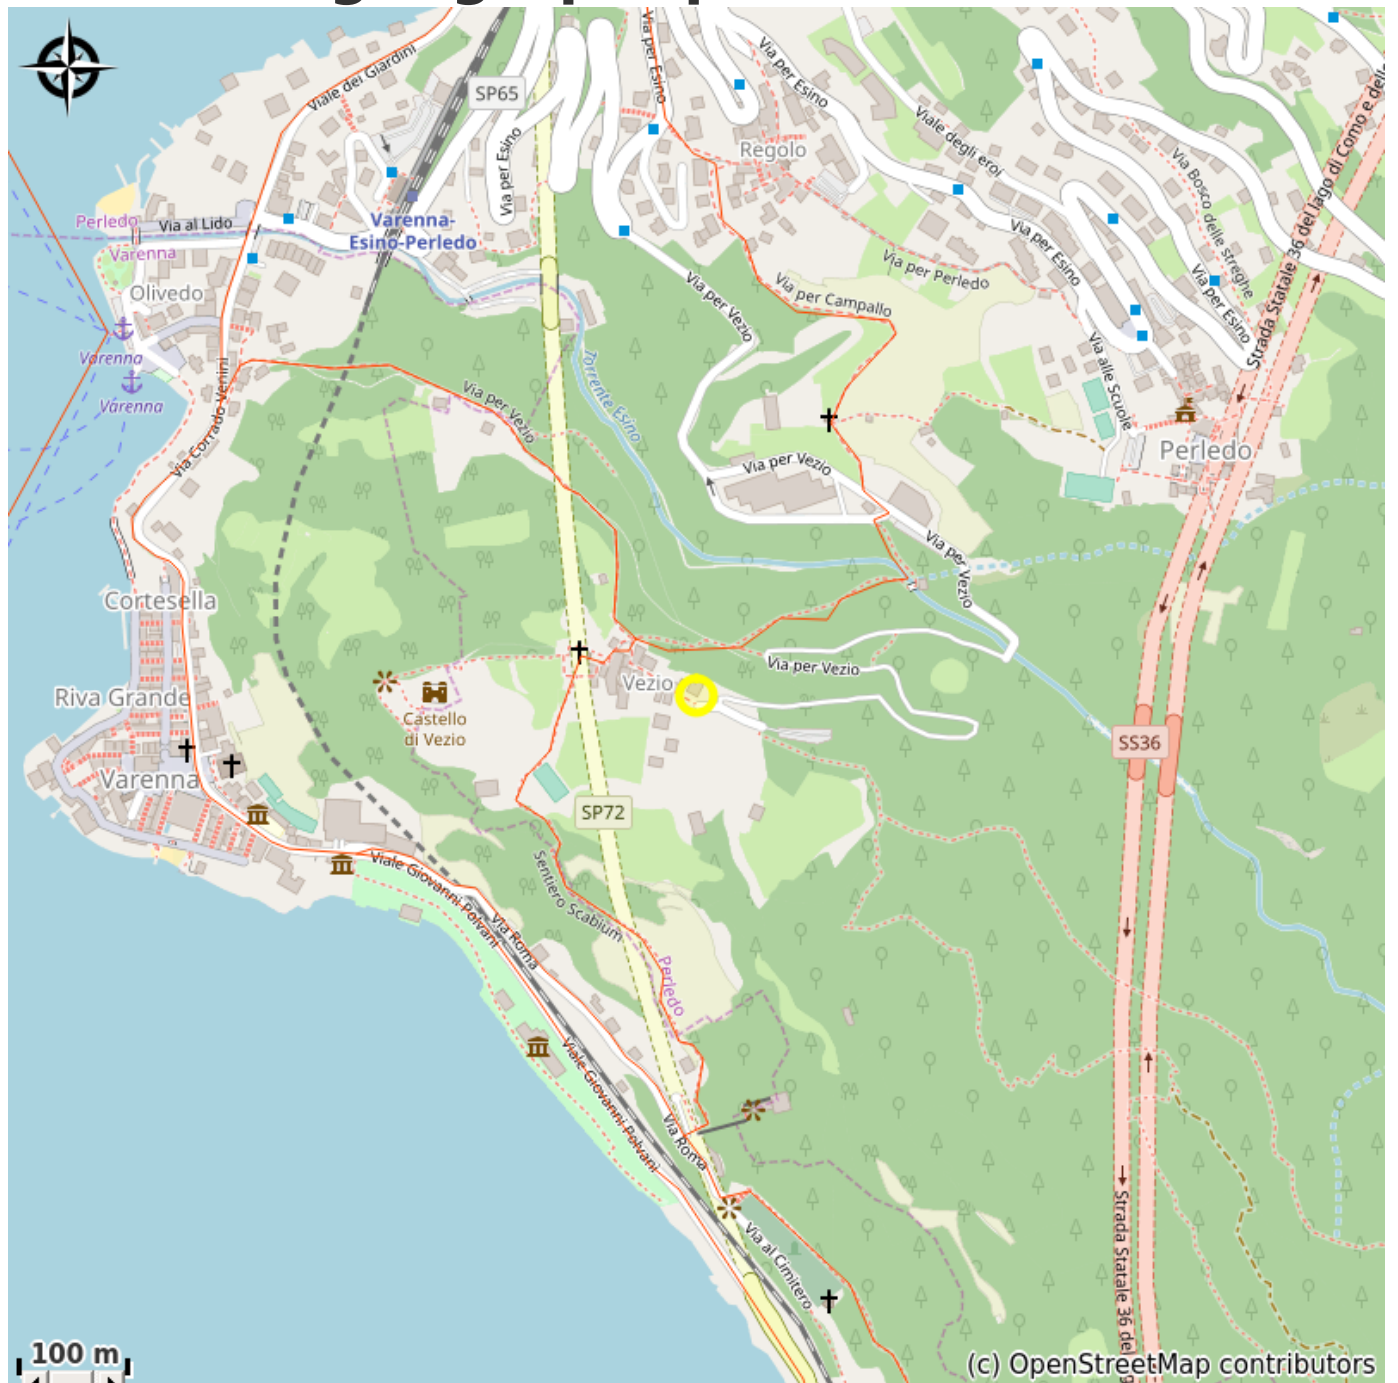 Viale dei Giardini
SP65
Via per Esino
Via per Esino
Via per Esino
Regolo
Viale degli eroi
Via Bosco delle streghe
Strada Statale 36 del lago di Como e dello
Perledo
Via al Lido
Varenna
Varenna-
Esino-Perledo
Via per Esino
Via per Perledo
Via per Esino
Olivedo
Via per Vezio
Via per Campallo
Varenna
Varenna
Via Corrado Venini
Via per Vezio
Torrente Esino
Via alle Scuole
Perledo
Via per Vezio
Via per Vezio
Cortesella
Via per Vezio
Riva Grande
Vezio
Castello
di Vezio
SS36
Varenna
SP72
Viale Giovanni Polvani
Sentiero Scabium
Via Roma
Perledo
Viale Giovanni Polvani
Via Roma
Via al Cimitero
Strada Statale 36 del
100 m
(c) OpenStreetMap contributors